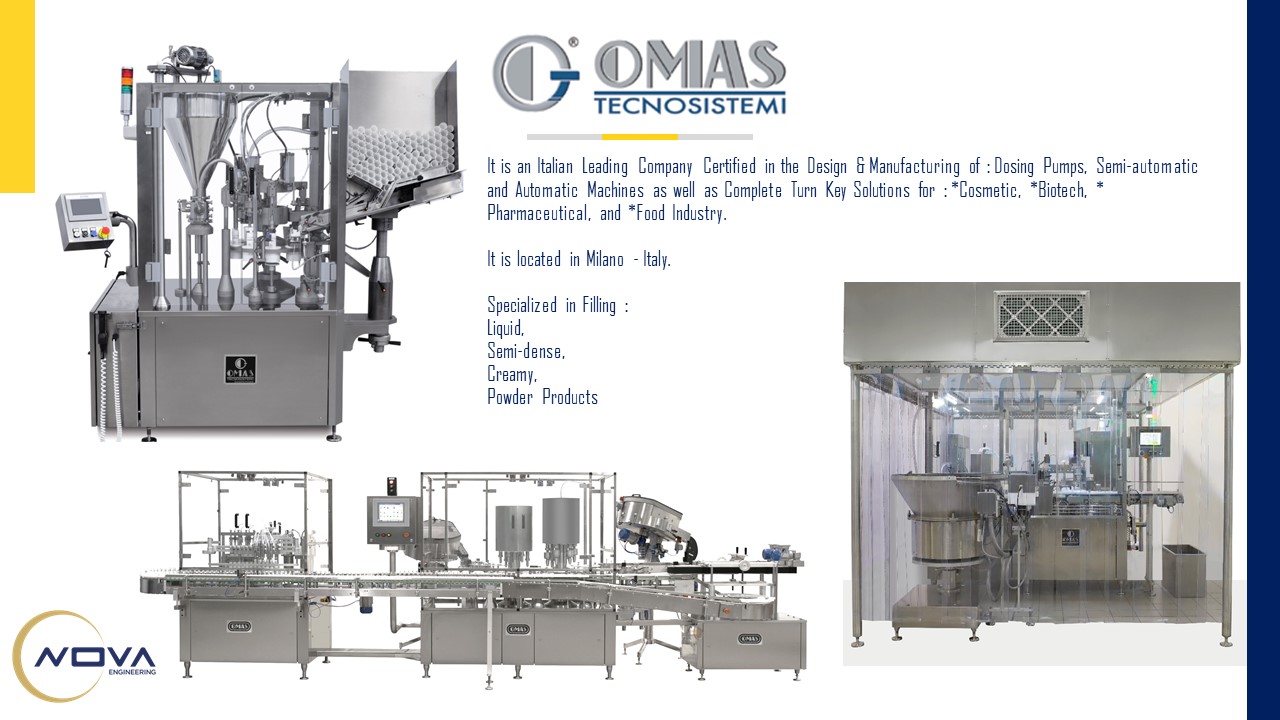 OMAS
TECNOSISTEMI
It is an Italian Leading Company Certified in the Design & Manufacturing of : Dosing Pumps, Semi-automatic
and Automatic Machines as well as Complete Turn Key Solutions for : *Cosmetic, *Biotech, *
Pharmaceutical, and *Food Industry.
It is located in Milano - Italy.
Specialized in Filling :
Liquid,
Semi-dense,
Creamy,
Powder Products
OMAS
OMAS
OMAS
OMAS
NOVA
ENGINEERING